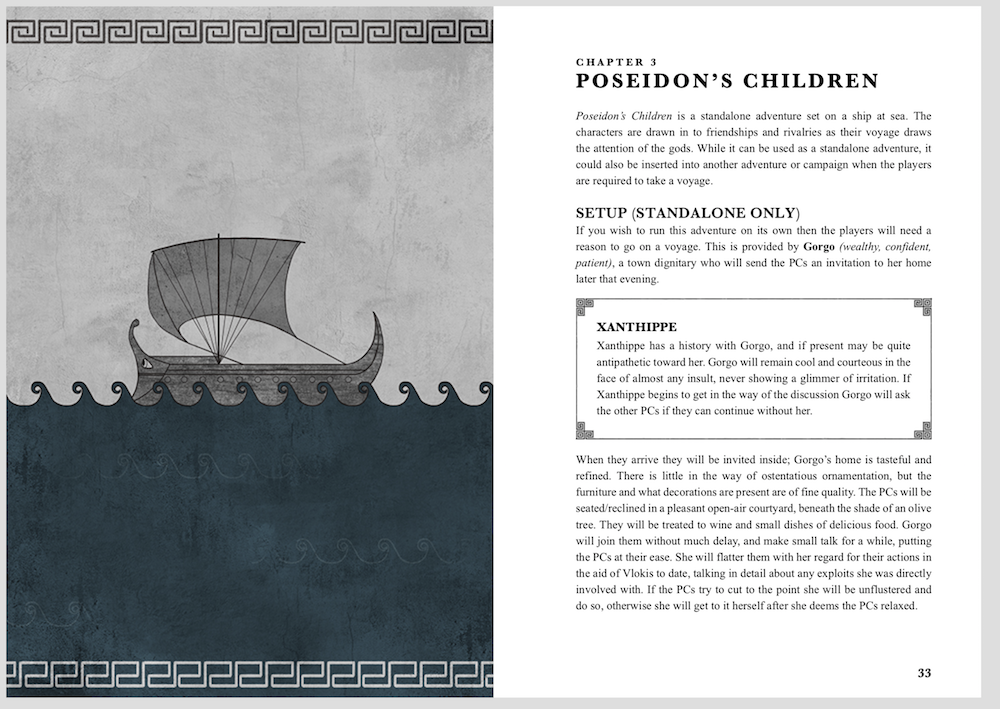 CHAPTER 3
POSEIDON'S CHILDREN
Poseidon's Children is a standalone adventure set on a ship at sea. The
characters are drawn in to friendships and rivalries as their voyage draws
the attention of the gods. While it can be used as a standalone adventure, it
could also be inserted into another adventure or campaign when the players
are required to take a voyage.
SETUP (STANDALONE ONLY)
If you wish to run this adventure on its own then the players will need a
reason to go on a voyage. This is provided by Gorgo (wealthy, confident,
patient), a town dignitary who will send the PCs an invitation to her home
later that evening.
XANTHIPPE
Xanthippe has a history with Gorgo, and if present may be quite
antipathetic toward her. Gorgo will remain cool and courteous in the
face of almost any insult, never showing a glimmer of irritation. If
Xanthippe begins to get in the way of the discussion Gorgo will ask
the other PCs if they can continue without her.
When they arrive they will be invited inside; Gorgo's home is tasteful and
refined. There is little in the way of ostentatious ornamentation, but the
furniture and what decorations are present are of fine quality. The PCs will be
seated/reclined in a pleasant open-air courtyard, beneath the shade of an olive
tree. They will be treated to wine and small dishes of delicious food. Gorgo
will join them without much delay, and make small talk for a while, putting
the PCs at their ease. She will flatter them with her regard for their actions in
the aid of Vlokis to date, talking in detail about any exploits she was directly
involved with. If the PCs try to cut to the point she will be unflustered and
do so, otherwise she will get to it herself after she deems the PCs relaxed.
33